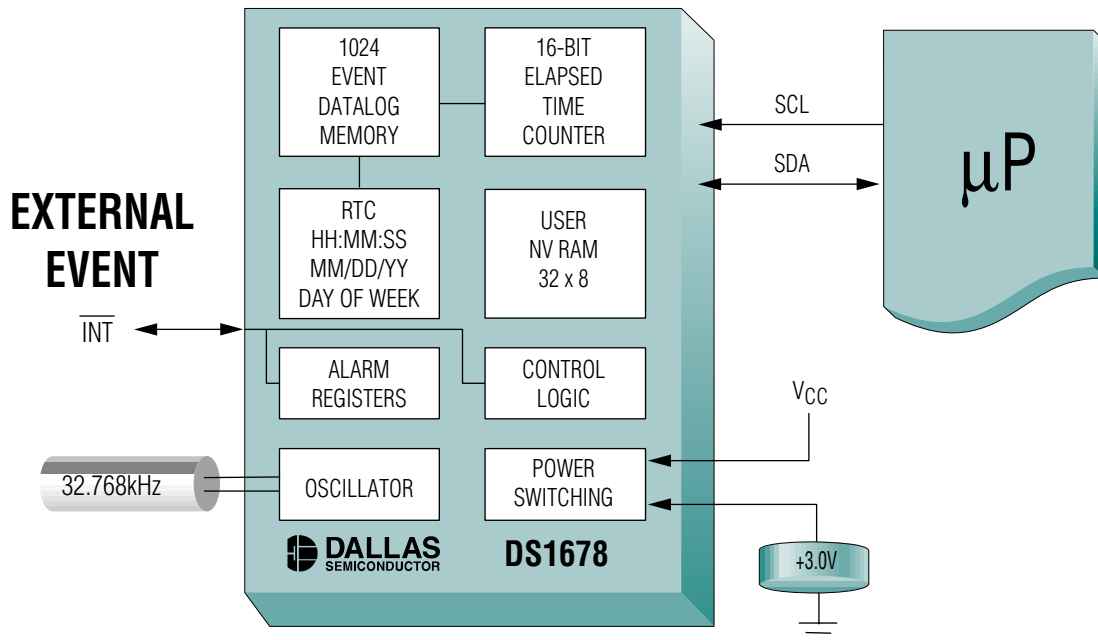 1024
EVENT
DATALOG
MEMORY
16-BIT
ELAPSED
TIME
COUNTER
SCL
SDA
µP
EXTERNAL
EVENT
INT
RTC
HH:MM:SS
MM/DD/YY
DAY OF WEEK
USER
NV RAM
32 x 8
ALARM
REGISTERS
CONTROL
LOGIC
VCC
32.768kHz
OSCILLATOR
POWER
SWITCHING
+3.0V
DALLAS
SEMICONDUCTOR
DS1678